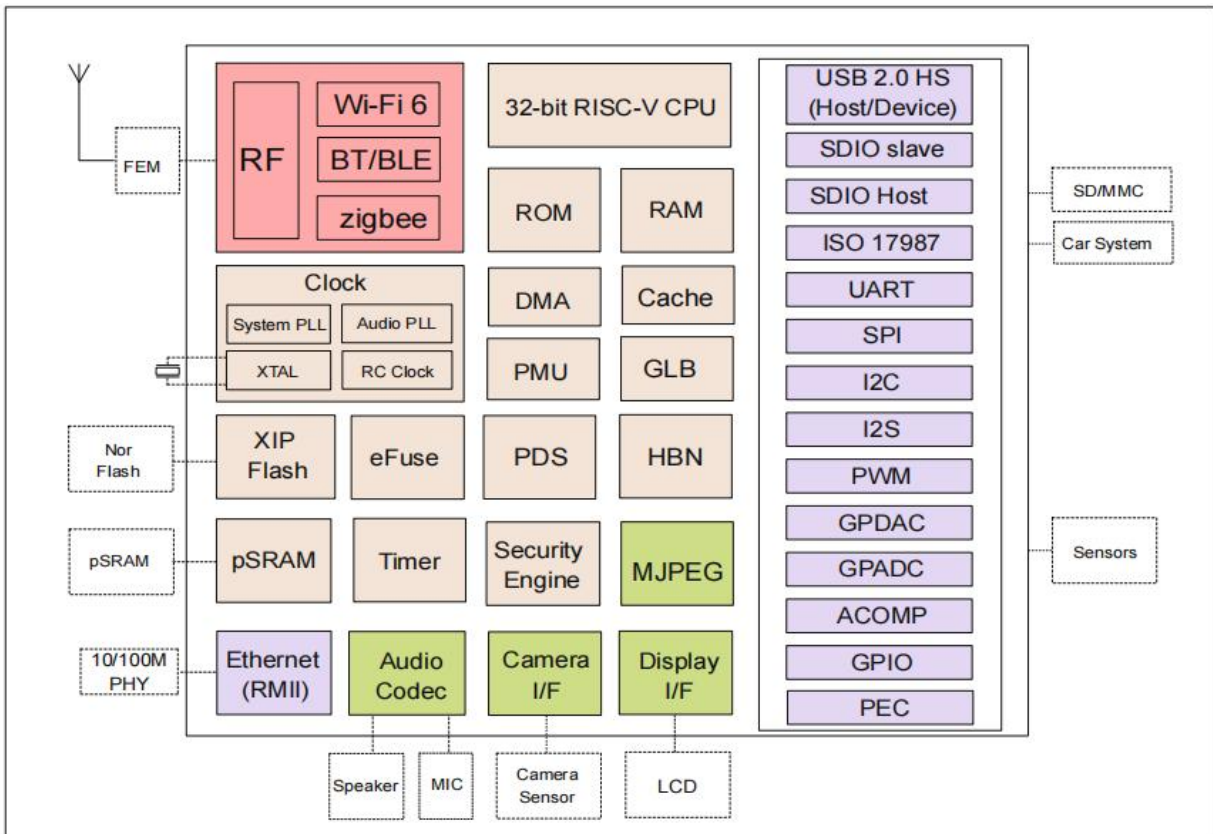 Wi-Fi 6
RF
BT/BLE
zigbee
FEM
Clock
System PLL
Audio PLL
XTAL
RC Clock
32-bit RISC-V CPU
ROM
RAM
DMA
Cache
PMU
GLB
XIP
Flash
eFuse
PDS
HBN
Nor
Flash
pSRAM
pSRAM
Timer
Security
Engine
MJPEG
10/100M
PHY
Ethernet
(RMII)
Audio
Codec
Camera
I/F
Display
I/F
Speaker
MIC
Camera
Sensor
LCD
USB 2.0 HS
(Host/Device)
SDIO slave
SDIO Host
ISO 17987
UART
SPI
I2C
I2S
PWM
GPDAC
GPADC
ACOMP
GPIO
PEC
SD/MMC
Car System
Sensors